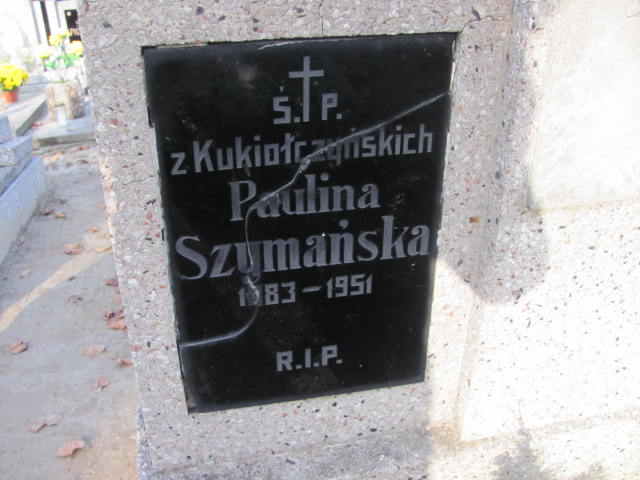 Ś. P.
z Kukiołczyńskich
Paulina
Szymańska
1883 – 1951
R.I.P.